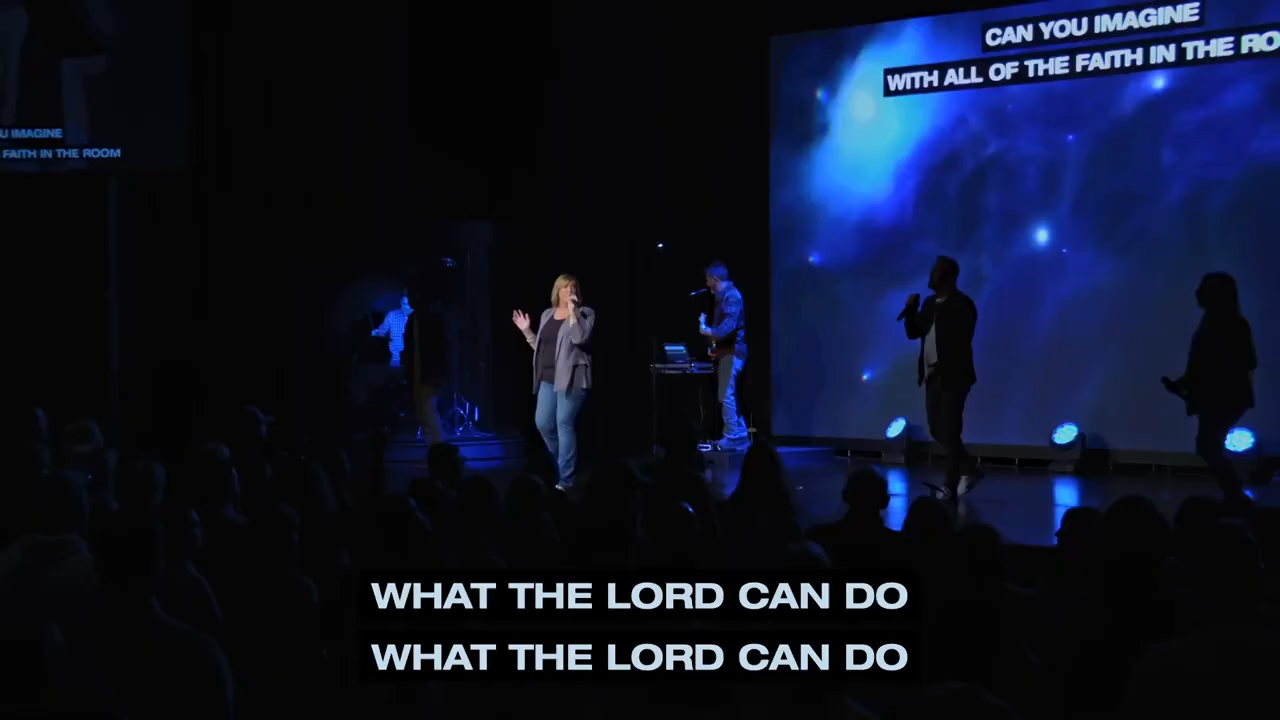 CAN YOU IMAGINE
WITH ALL OF THE FAITH IN THE
U IMAGINE
FAITH IN THE ROOM
WHAT THE LORD CAN DO
WHAT THE LORD CAN DO